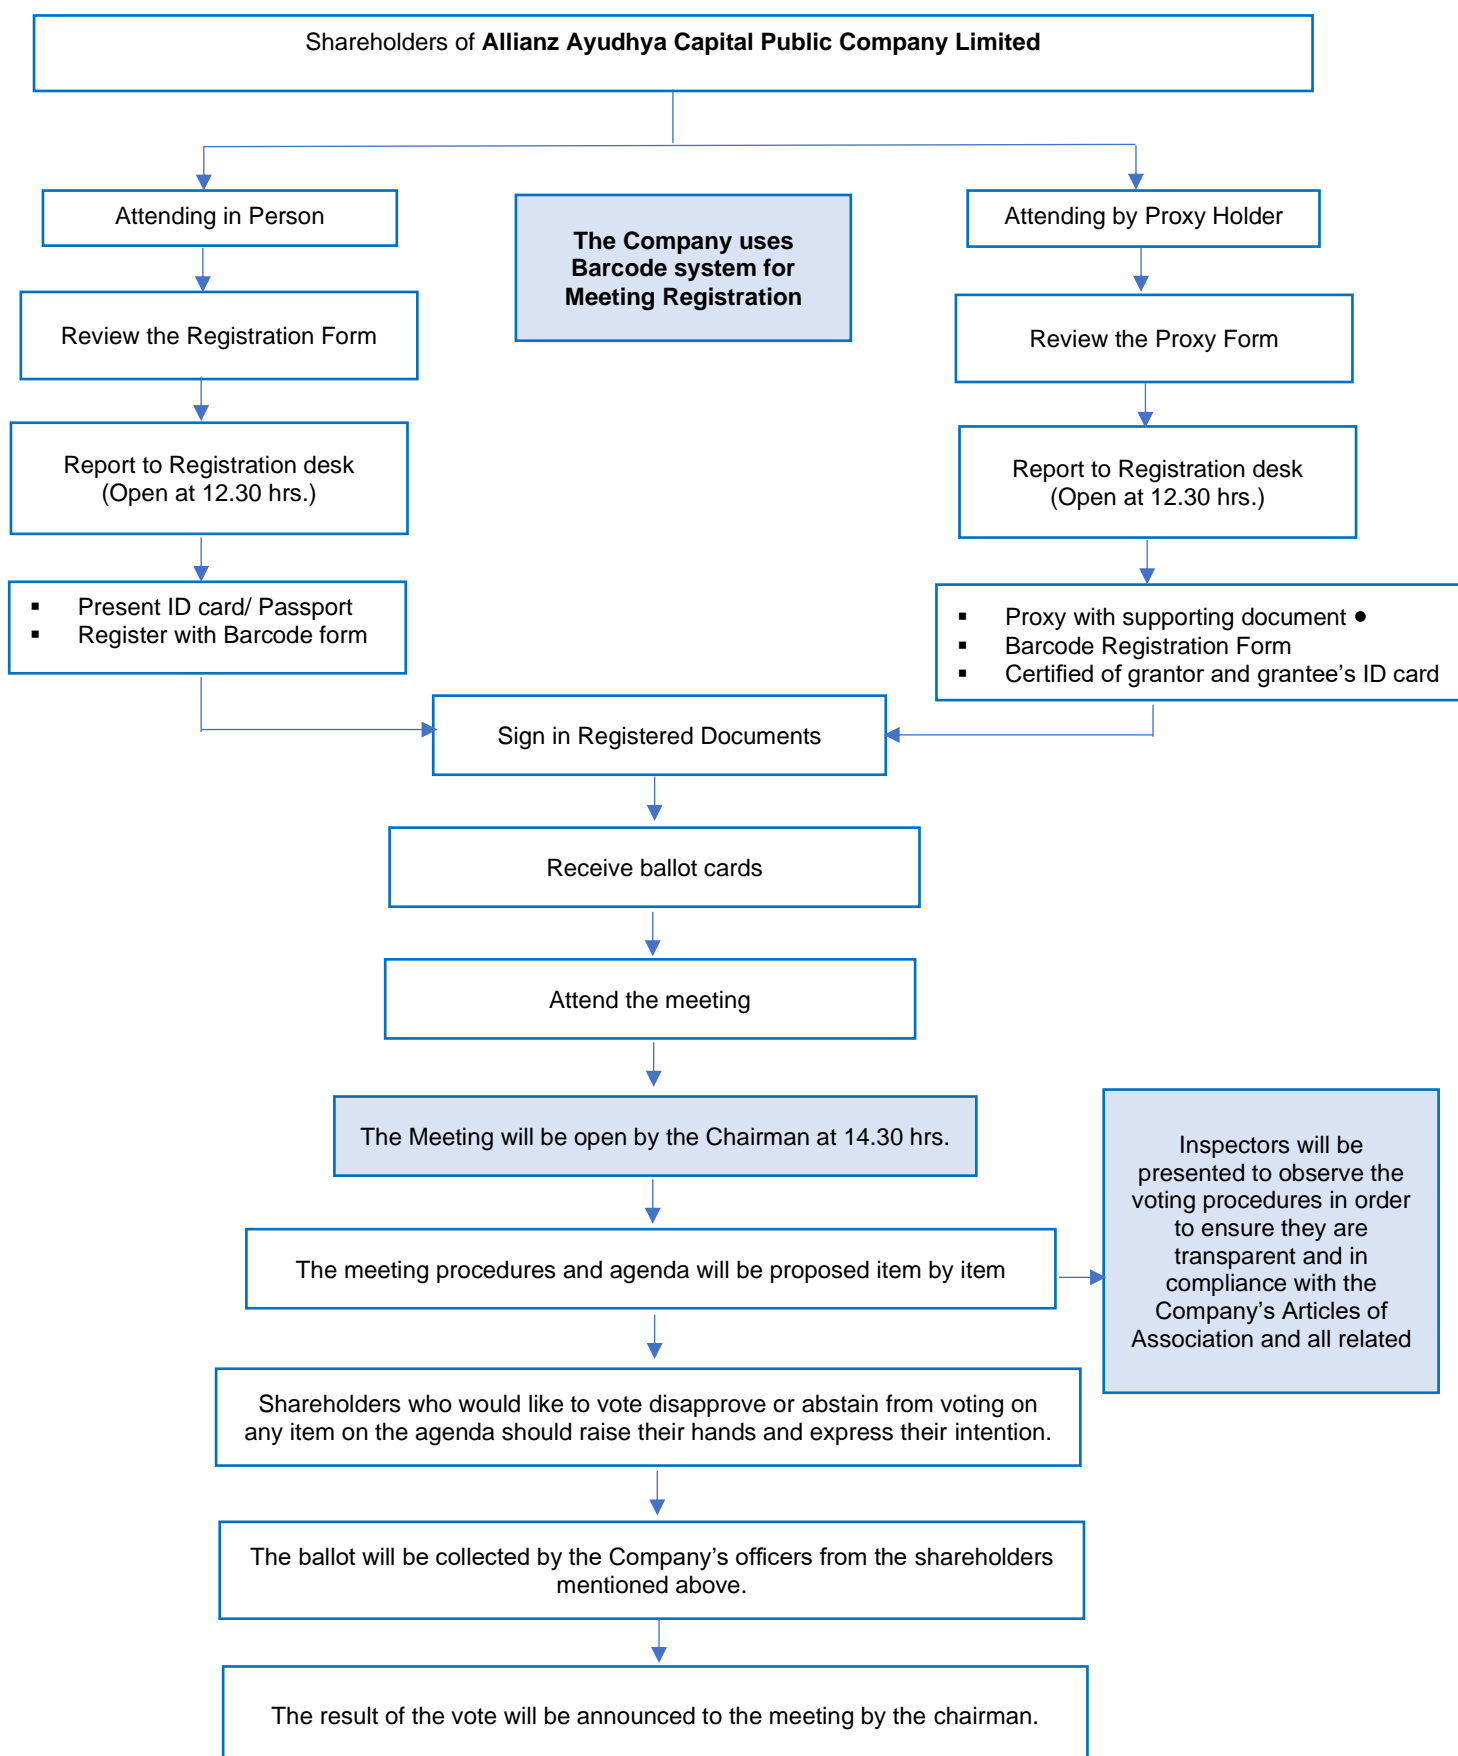 Shareholders of Allianz Ayudhya Capital Public Company Limited
Attending in Person
The Company uses
Barcode system for
Meeting Registration
Attending by Proxy Holder
Review the Registration Form
Review the Proxy Form
Report to Registration desk
(Open at 12.30 hrs.)
Report to Registration desk
(Open at 12.30 hrs.)
▪ Present ID card/ Passport
▪ Register with Barcode form
▪ Proxy with supporting document ●
▪ Barcode Registration Form
▪ Certified of grantor and grantee’s ID card
Sign in Registered Documents
Receive ballot cards
Attend the meeting
The Meeting will be open by the Chairman at 14.30 hrs.
Inspectors will be
presented to observe the
voting procedures in order
to ensure they are
transparent and in
compliance with the
Company’s Articles of
Association and all related
The meeting procedures and agenda will be proposed item by item
Shareholders who would like to vote disapprove or abstain from voting on
any item on the agenda should raise their hands and express their intention.
The ballot will be collected by the Company’s officers from the shareholders
mentioned above.
The result of the vote will be announced to the meeting by the chairman.